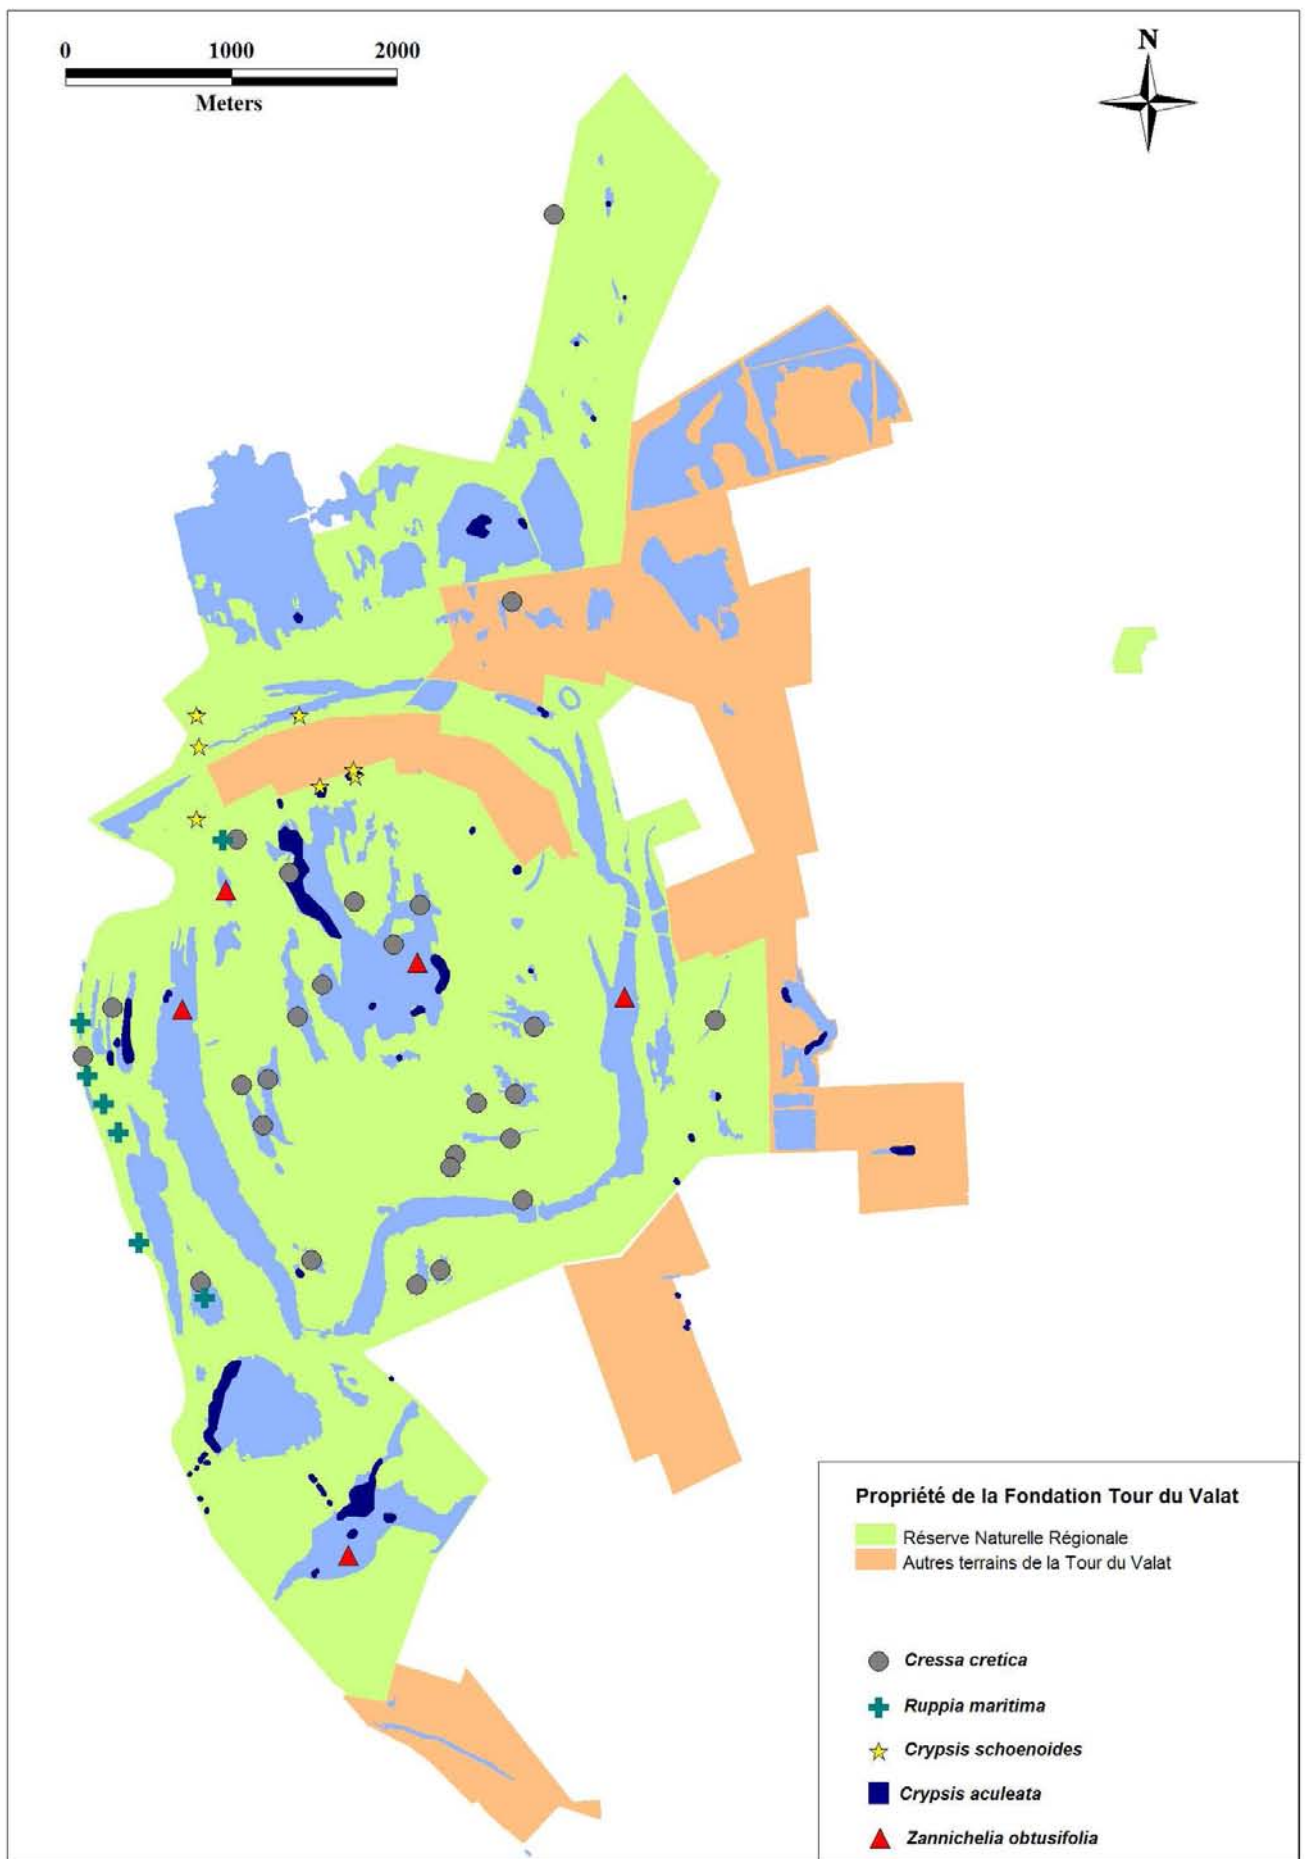 0 1000 2000
Meters
N
Propriété de la Fondation Tour du Valat
Réserve Naturelle Régionale
Autres terrains de la Tour du Valat
Cressa cretica
Ruppia maritima
Crypsis schoenoides
Crypsis aculeata
Zannichelia obtusifolia